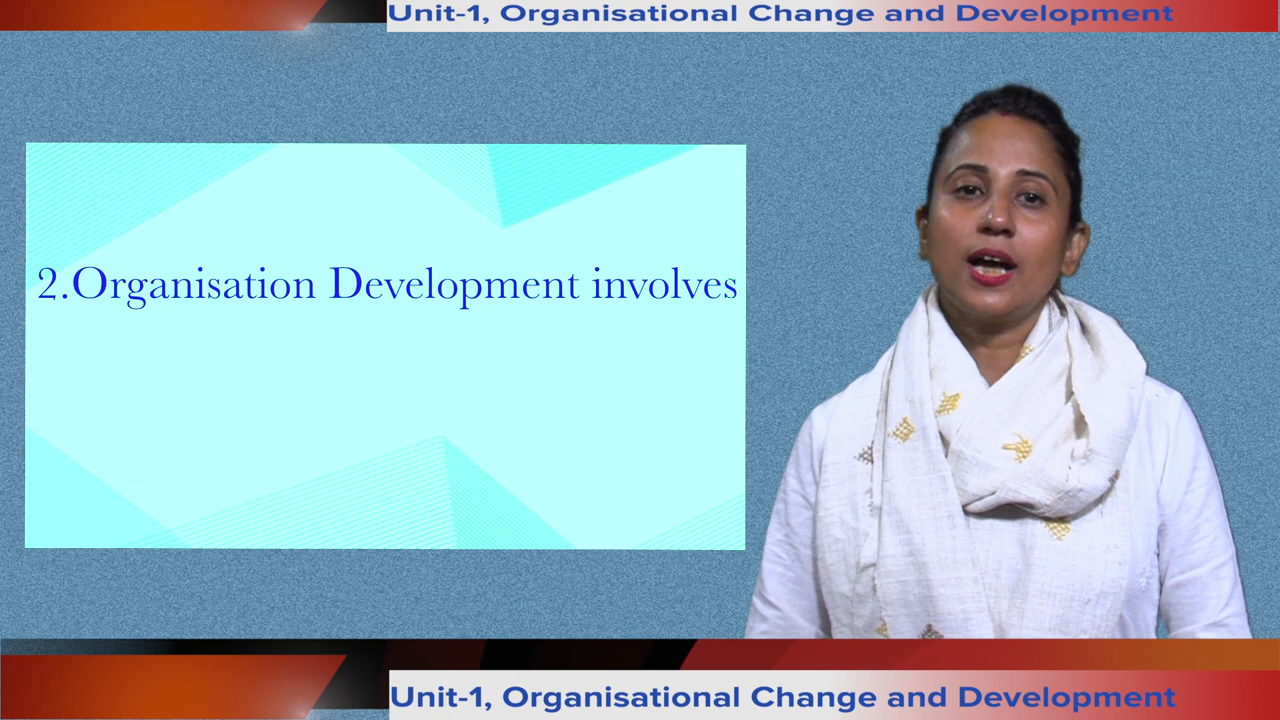 Unit-1, Organisational Change and Development
2.Organisation Development involves
Unit-1, Organisational Change and Development